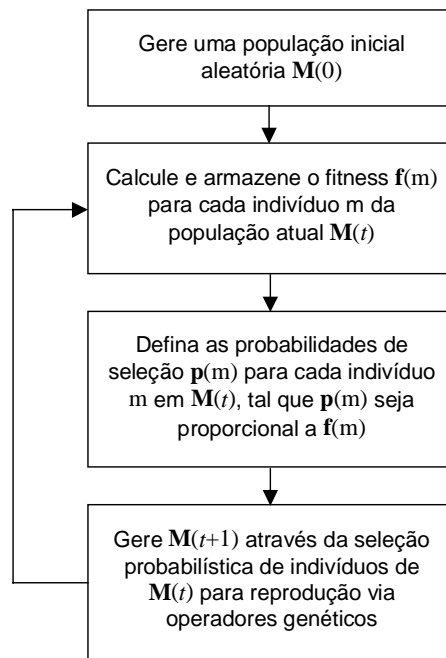 Gere uma população inicial
aleatória M(0)
Calcule e armazene o fitness f(m)
para cada indivíduo m da
população atual M(t)
Defina as probabilidades de
seleção p(m) para cada indivíduo
m em M(t), tal que p(m) seja
proporcional a f(m)
Gere M(t+1) através da seleção
probabilística de indivíduos de
M(t) para reprodução via
operadores genéticos